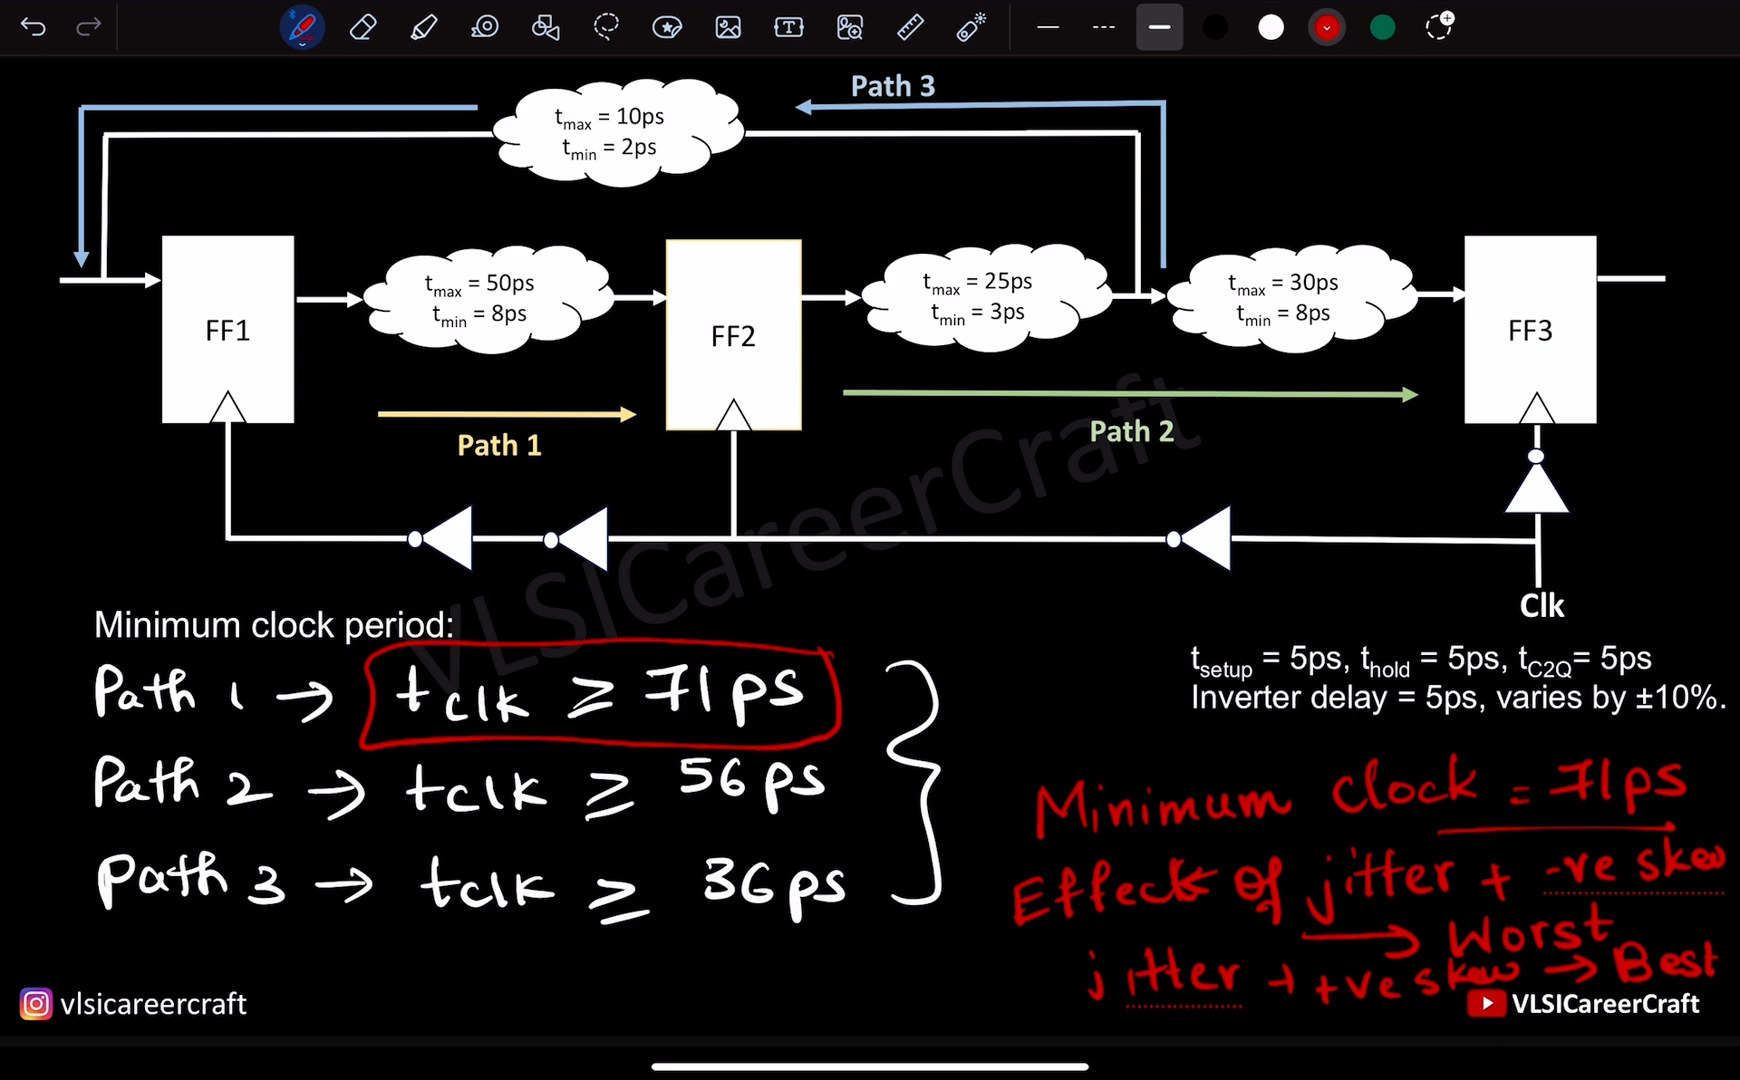 Path 3
tmax = 10ps
tmin = 2ps
tmax = 50ps
tmin = 8ps
tmax = 25ps
tmin = 3ps
tmax = 30ps
tmin = 8ps
FF1
FF2
FF3
Path 1
Path 2
VLSICareerCraft
Clk
Minimum clock period:
tsetup = 5ps, thold = 5ps, tC2Q= 5ps
Inverter delay = 5ps, varies by ±10%.
Path 1 → tclk ≥ 71ps
Path 2 → tclk ≥ 56ps
Path 3 → tclk ≥ 36ps
Minimum Clock = 71ps
Effect of jitter + -ve skew
→ Worst
jitter + +ve skew → Best
vlsicareercraft
VLSICareerCraft